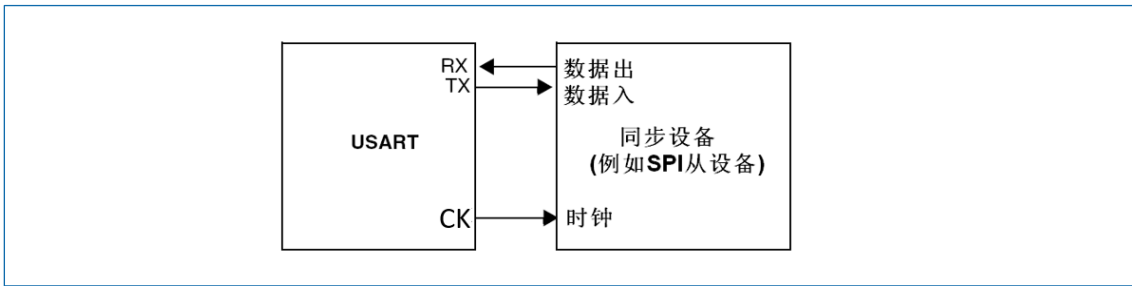 RX
TX
数据出
数据入
USART
同步设备
(例如SPI从设备)
CK
时钟